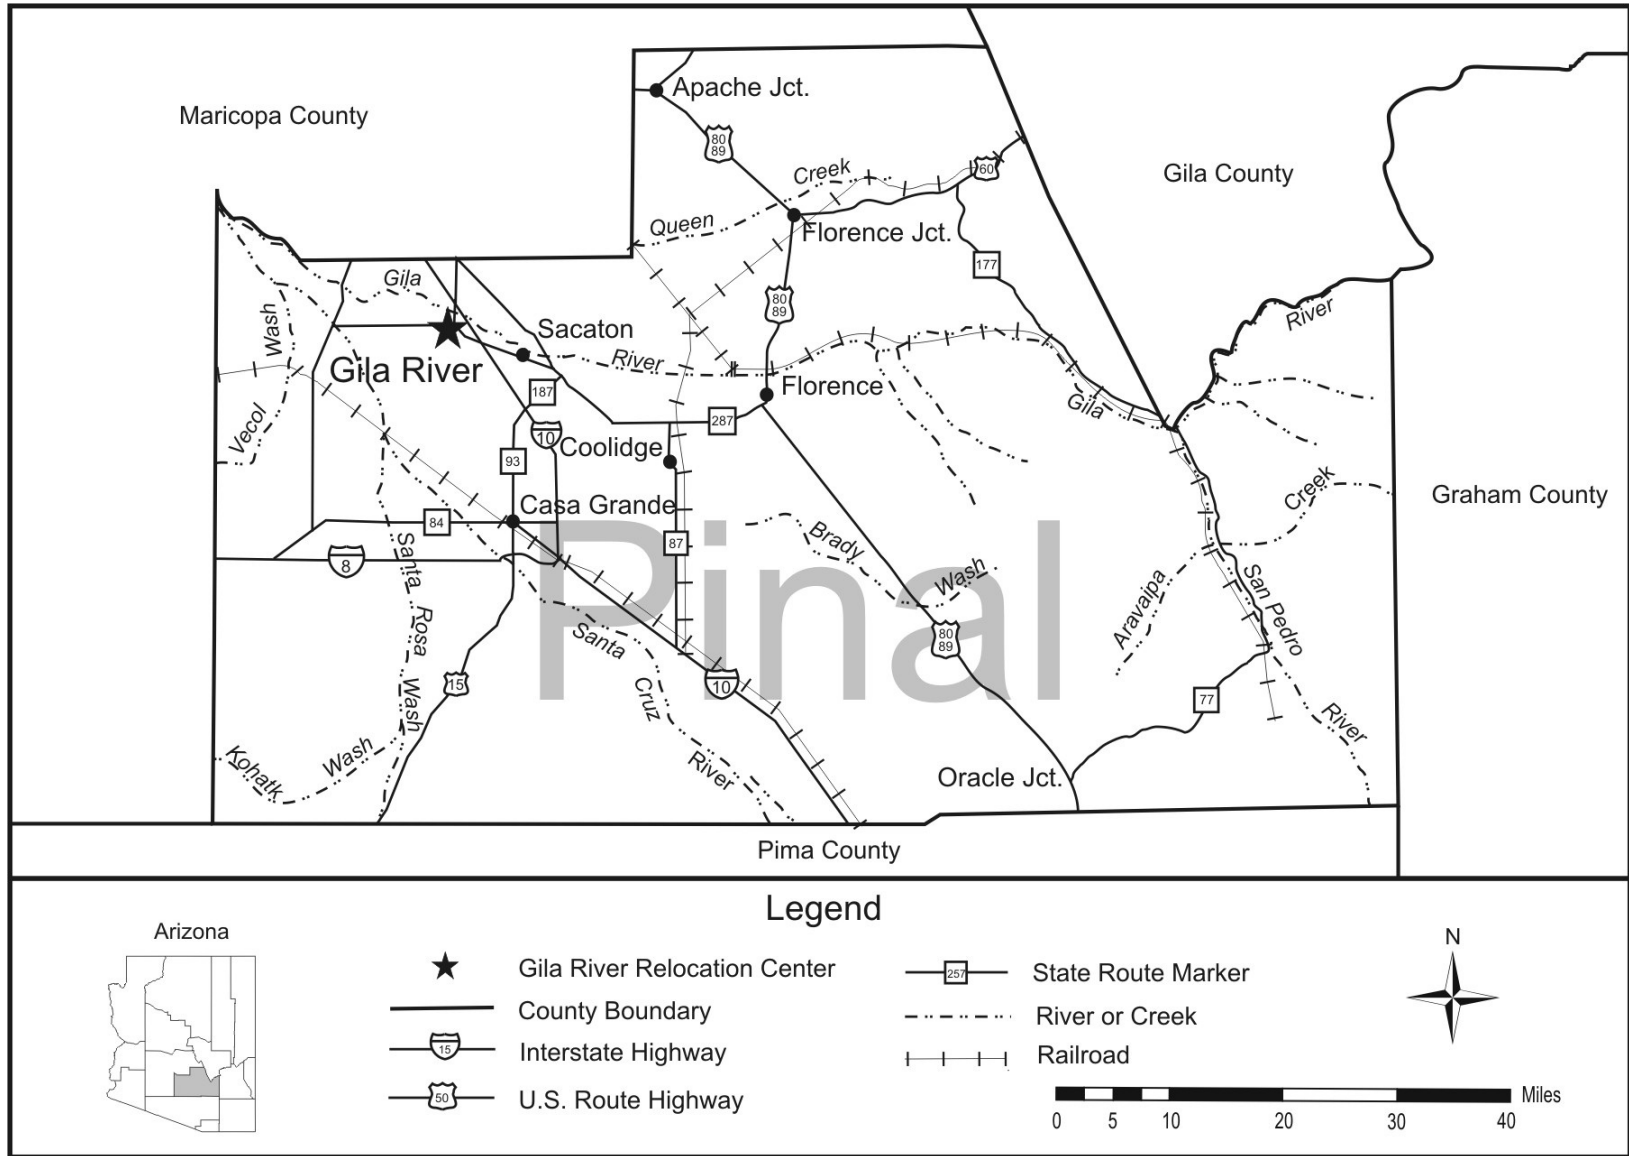 Apache Jct.
Maricopa County
80
89
Creek
60
Gila County
Queen
Florence Jct.
177
Gila
80
89
Wash
Sacaton
River
River
Gila River
Florence
187
Gila
287
Vecol
10
Coolidge
93
Creek
Graham County
Casa Grande
84
87
Brady
Santa
8
Wash
Pinal
San Pedro
Aravaipa
Rosa
Santa
80
89
15
10
Wash
Cruz
77
River
Kohatk
Wash
River
Oracle Jct.
Pima County
Legend
Arizona
N
Gila River Relocation Center
257
State Route Marker
County Boundary
River or Creek
15
Interstate Highway
Railroad
50
U.S. Route Highway
Miles
0 5 10 20 30 40